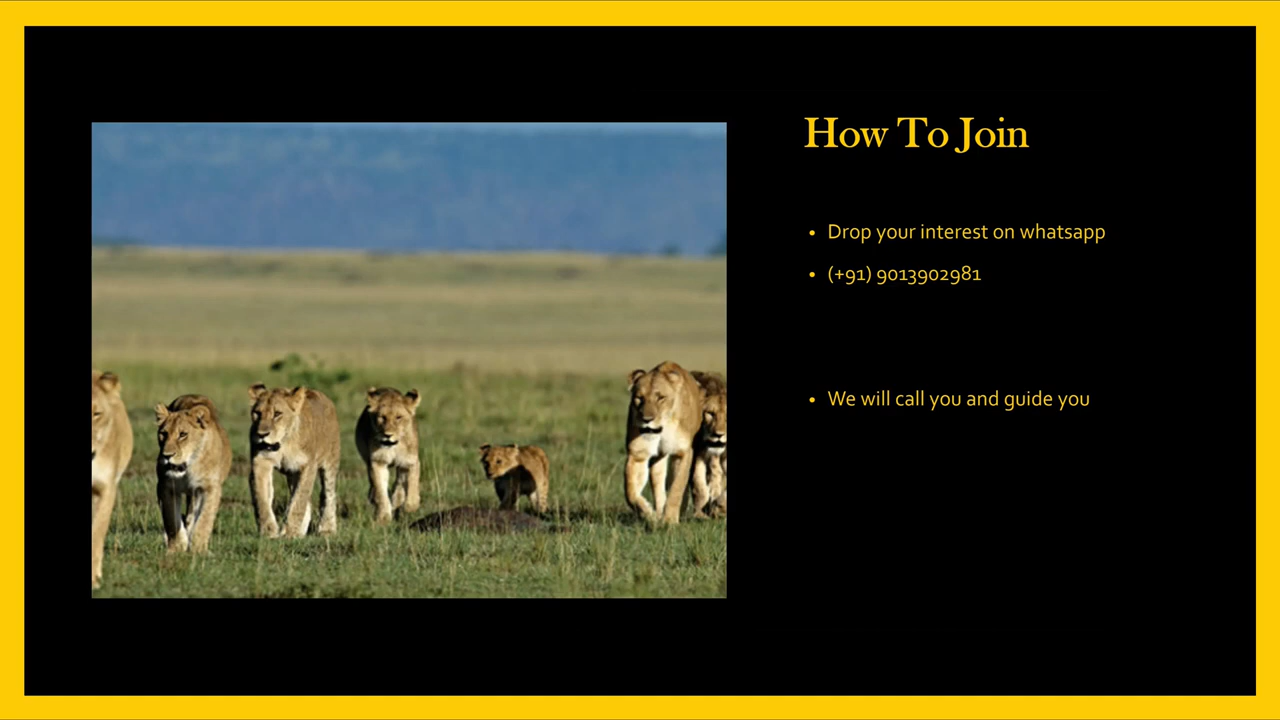 How To Join
• Drop your interest on whatsapp
• (+91) 9013902981
• We will call you and guide you